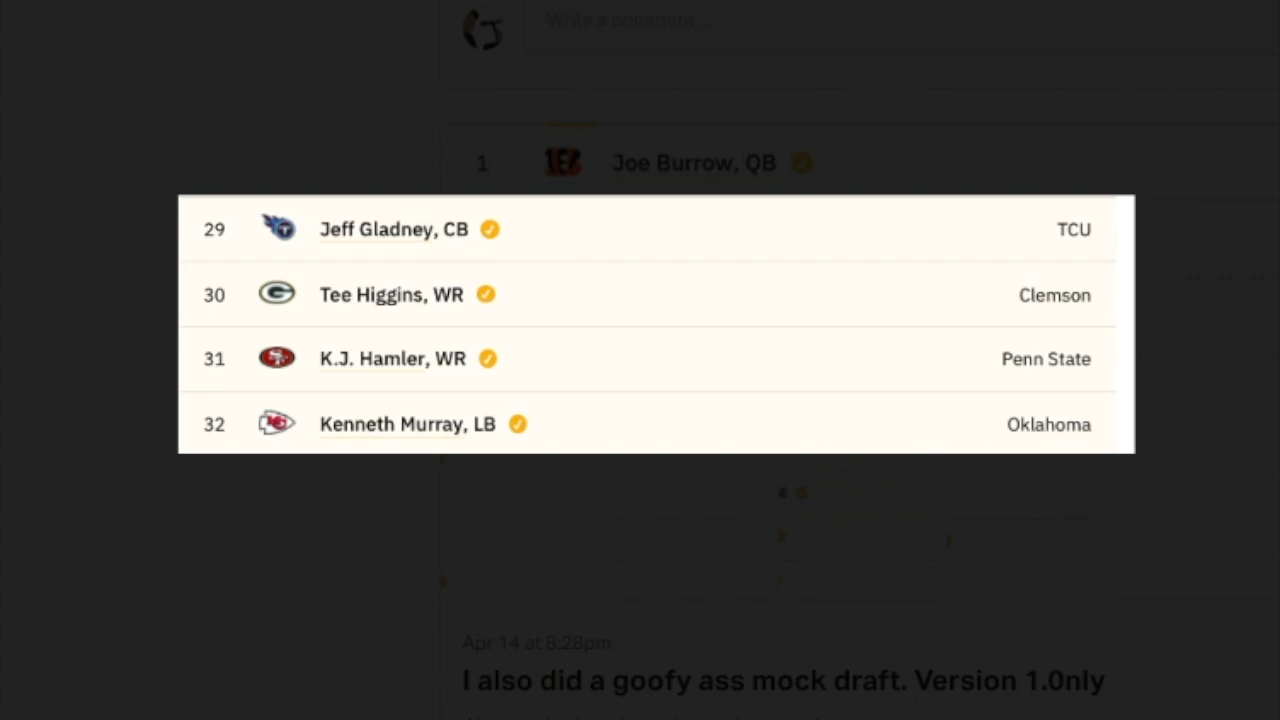 Write a comment ...
1 Joe Burrow, QB
29 Jeff Gladney, CB TCU
30 Tee Higgins, WR Clemson
31 K.J. Hamler, WR Penn State
32 Kenneth Murray, LB Oklahoma
Apr 14 at 8:28pm
I also did a goofy ass mock draft. Version 1.0nly